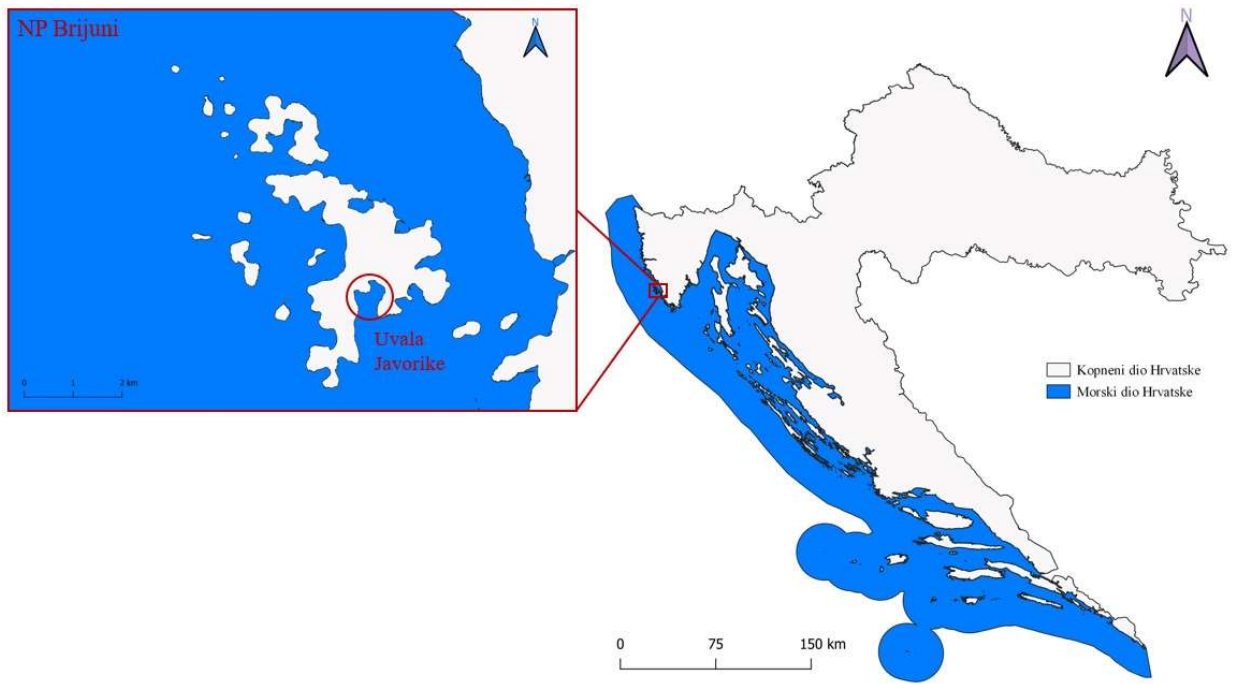 NP Brijuni
N
Uvala
Javorike
0 1 2 km
N
Kopneni dio Hrvatske
Morski dio Hrvatske
0 75 150 km